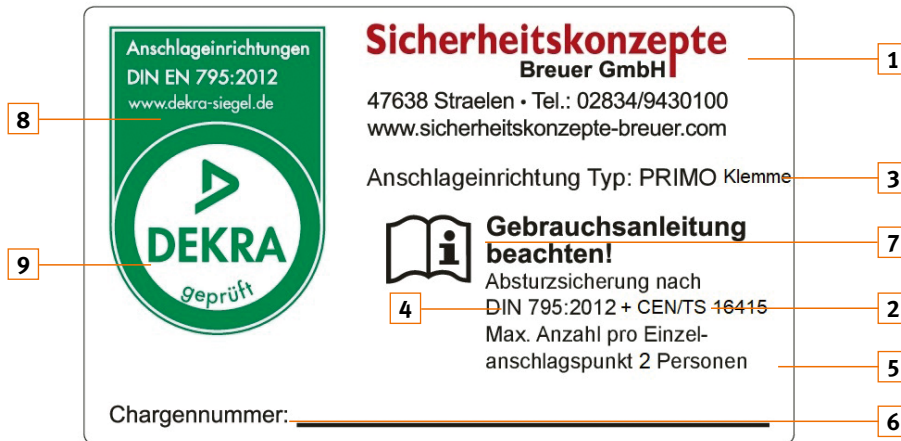 Anschlageinrichtungen
DIN EN 795:2012
www.dekra-siegel.de
DEKRA
geprüft
Sicherheitskonzepte
Breuer GmbH
47638 Straelen • Tel.: 02834/9430100
www.sicherheitskonzepte-breuer.com
Anschlageinrichtung Typ: PRIMO Klemme
Gebrauchsanleitung
beachten!
Absturzsicherung nach
DIN 795:2012 + CEN/TS 16415
Max. Anzahl pro Einzel-
anschlagspunkt 2 Personen
Chargennummer:
8
9
4
1
3
7
2
5
6